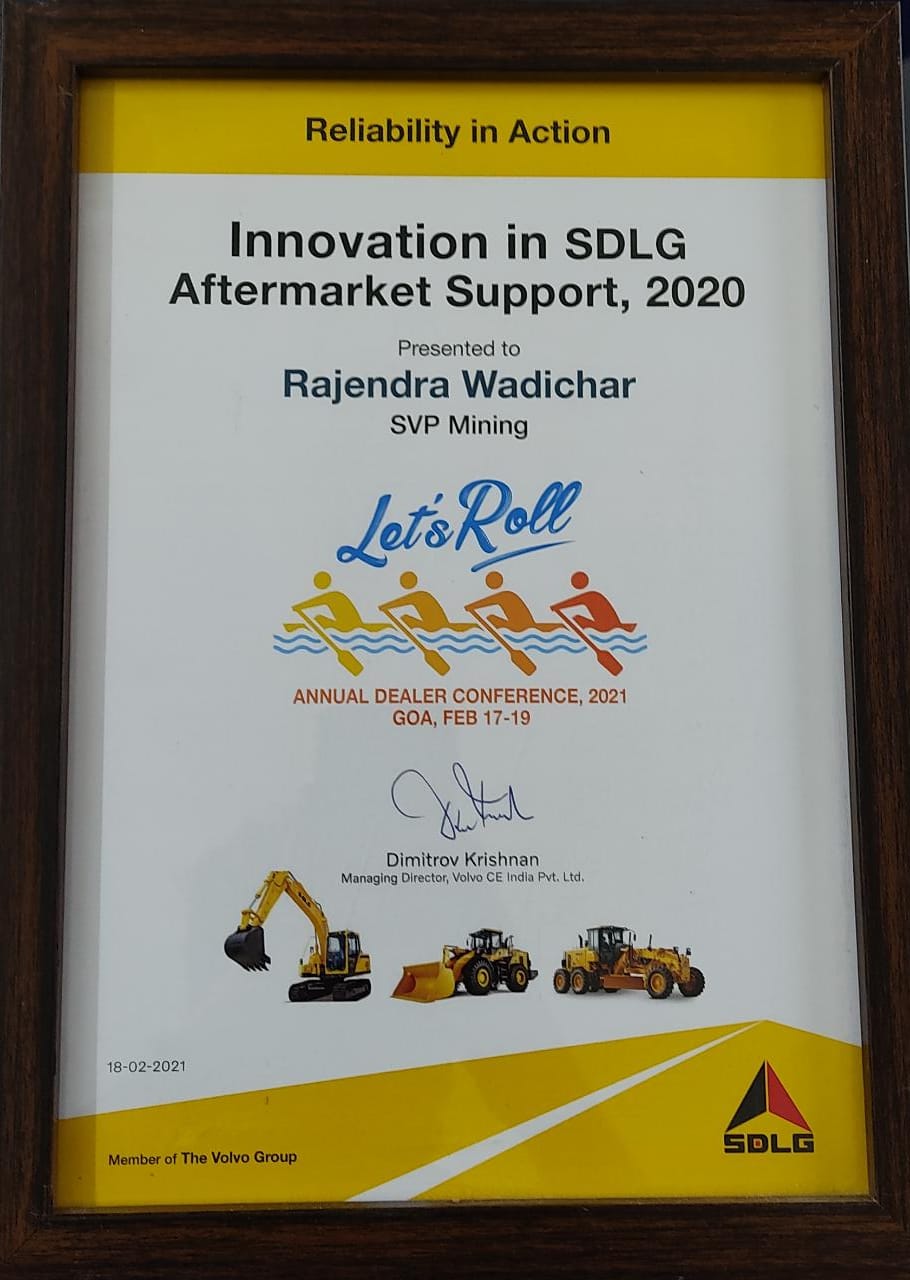 Reliability in Action
Innovation in SDLG
Aftermarket Support, 2020
Presented to
Rajendra Wadichar
SVP Mining
Let's Roll
ANNUAL DEALER CONFERENCE, 2021
GOA, FEB 17-19
Dimitrov Krishnan
Managing Director, Volvo CE India Pvt. Ltd.
18-02-2021
SDLG
Member of The Volvo Group